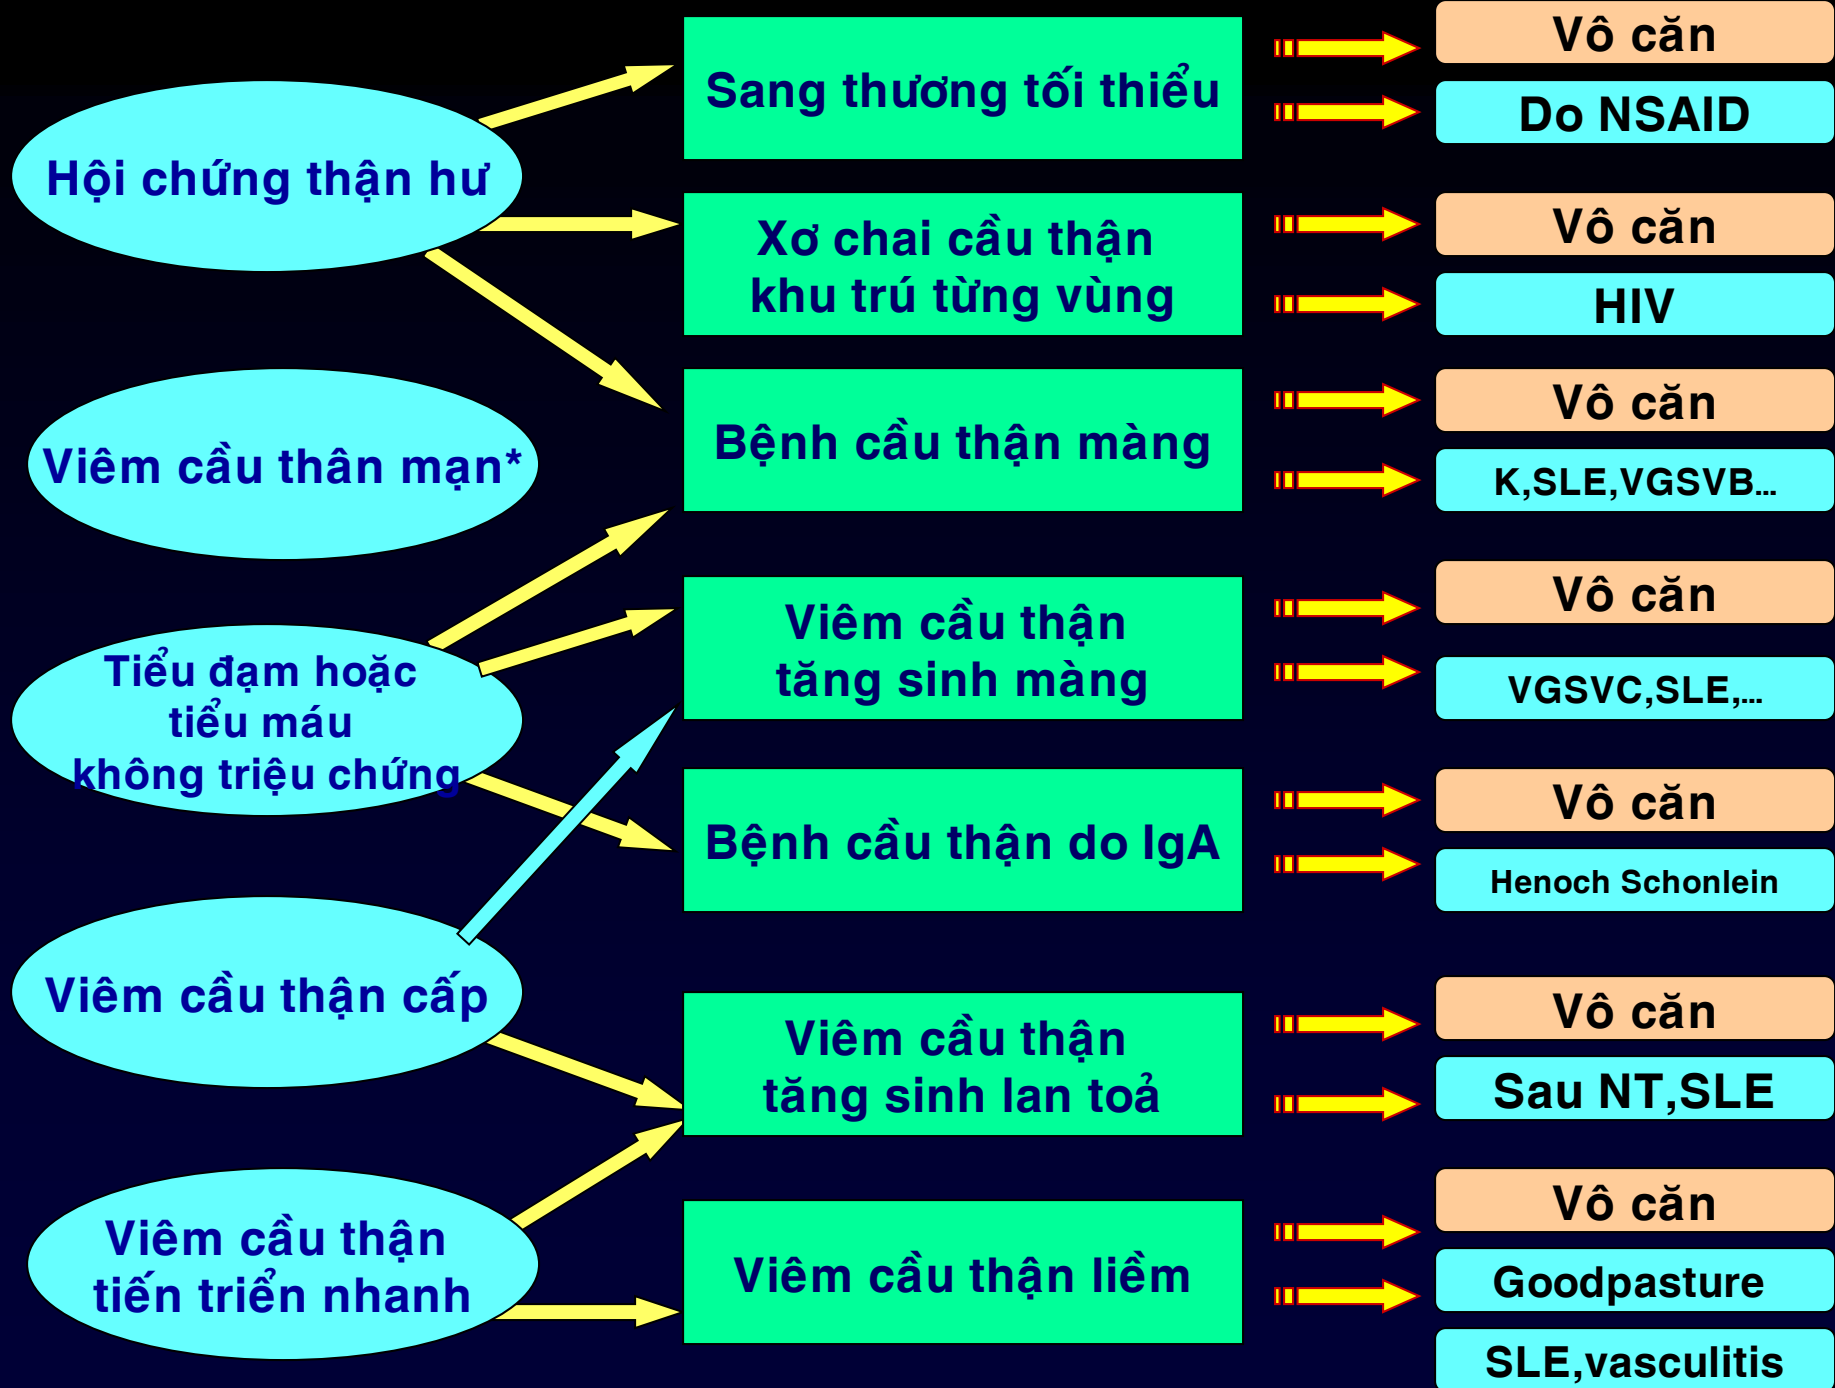 Hội chứng thận hư
Viêm cầu thân mạn*
Tiểu đạm hoặc
tiểu máu
không triệu chứng
Viêm cầu thận cấp
Viêm cầu thận
tiến triển nhanh
Sang thương tối thiểu
Xơ chai cầu thận
khu trú từng vùng
Bệnh cầu thận màng
Viêm cầu thận
tăng sinh màng
Bệnh cầu thận do IgA
Viêm cầu thận
tăng sinh lan toả
Viêm cầu thận liềm
Vô căn
Do NSAID
Vô căn
HIV
Vô căn
K,SLE,VGSVB...
Vô căn
VGSVC,SLE,...
Vô căn
Henoch Schonlein
Vô căn
Sau NT,SLE
Vô căn
Goodpasture
SLE,vasculitis